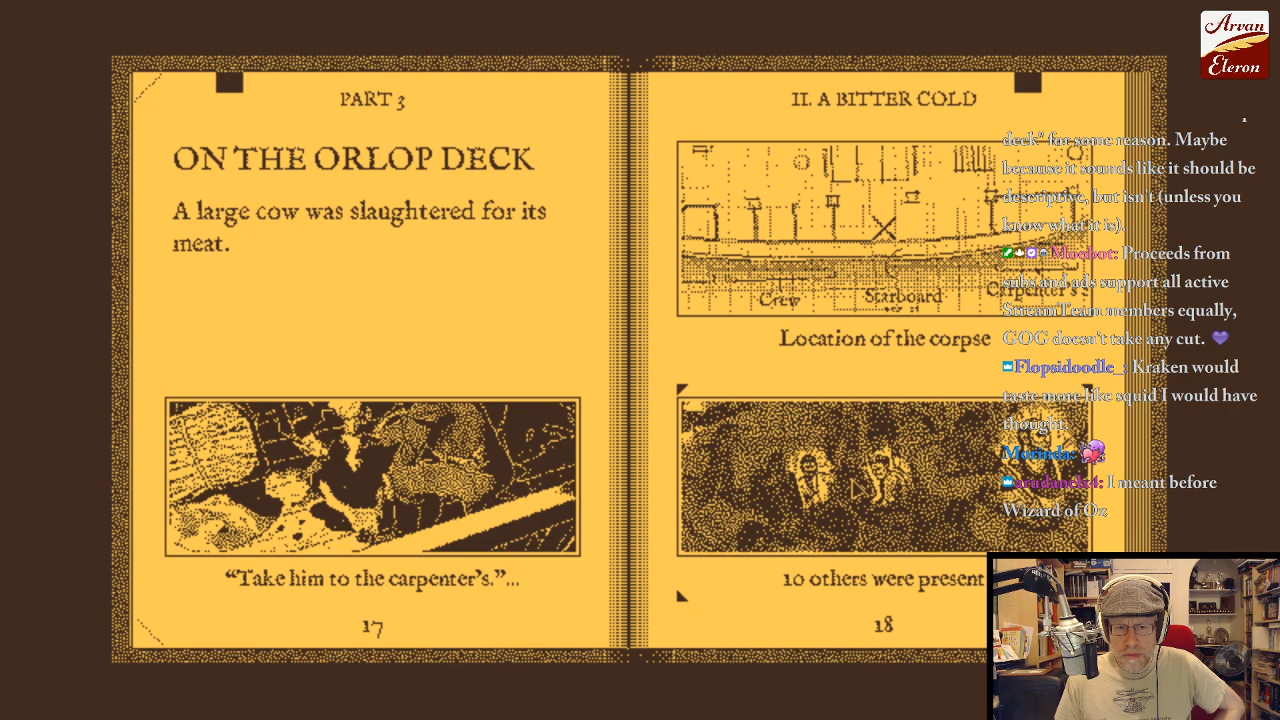 PART 3
ON THE ORLOP DECK
A large cow was slaughtered for its
meat.
"Take him to the carpenter's."...
17
II. A BITTER COLD
Crew
Starboard
Carpenter's
Location of the corpse
10 others were present
18
Arvan
Eleron
deck" for some reason. Maybe
because it sounds like it should be
descriptive, but isn't (unless you
know what it is).
Moobot: Proceeds from
subs and ads support all active
StreamTeam members equally,
GOG doesn't take any cut.
Flopsidoodle_: Kraken would
taste more like squid I would have
thought.
I meant before
Wizard of Oz